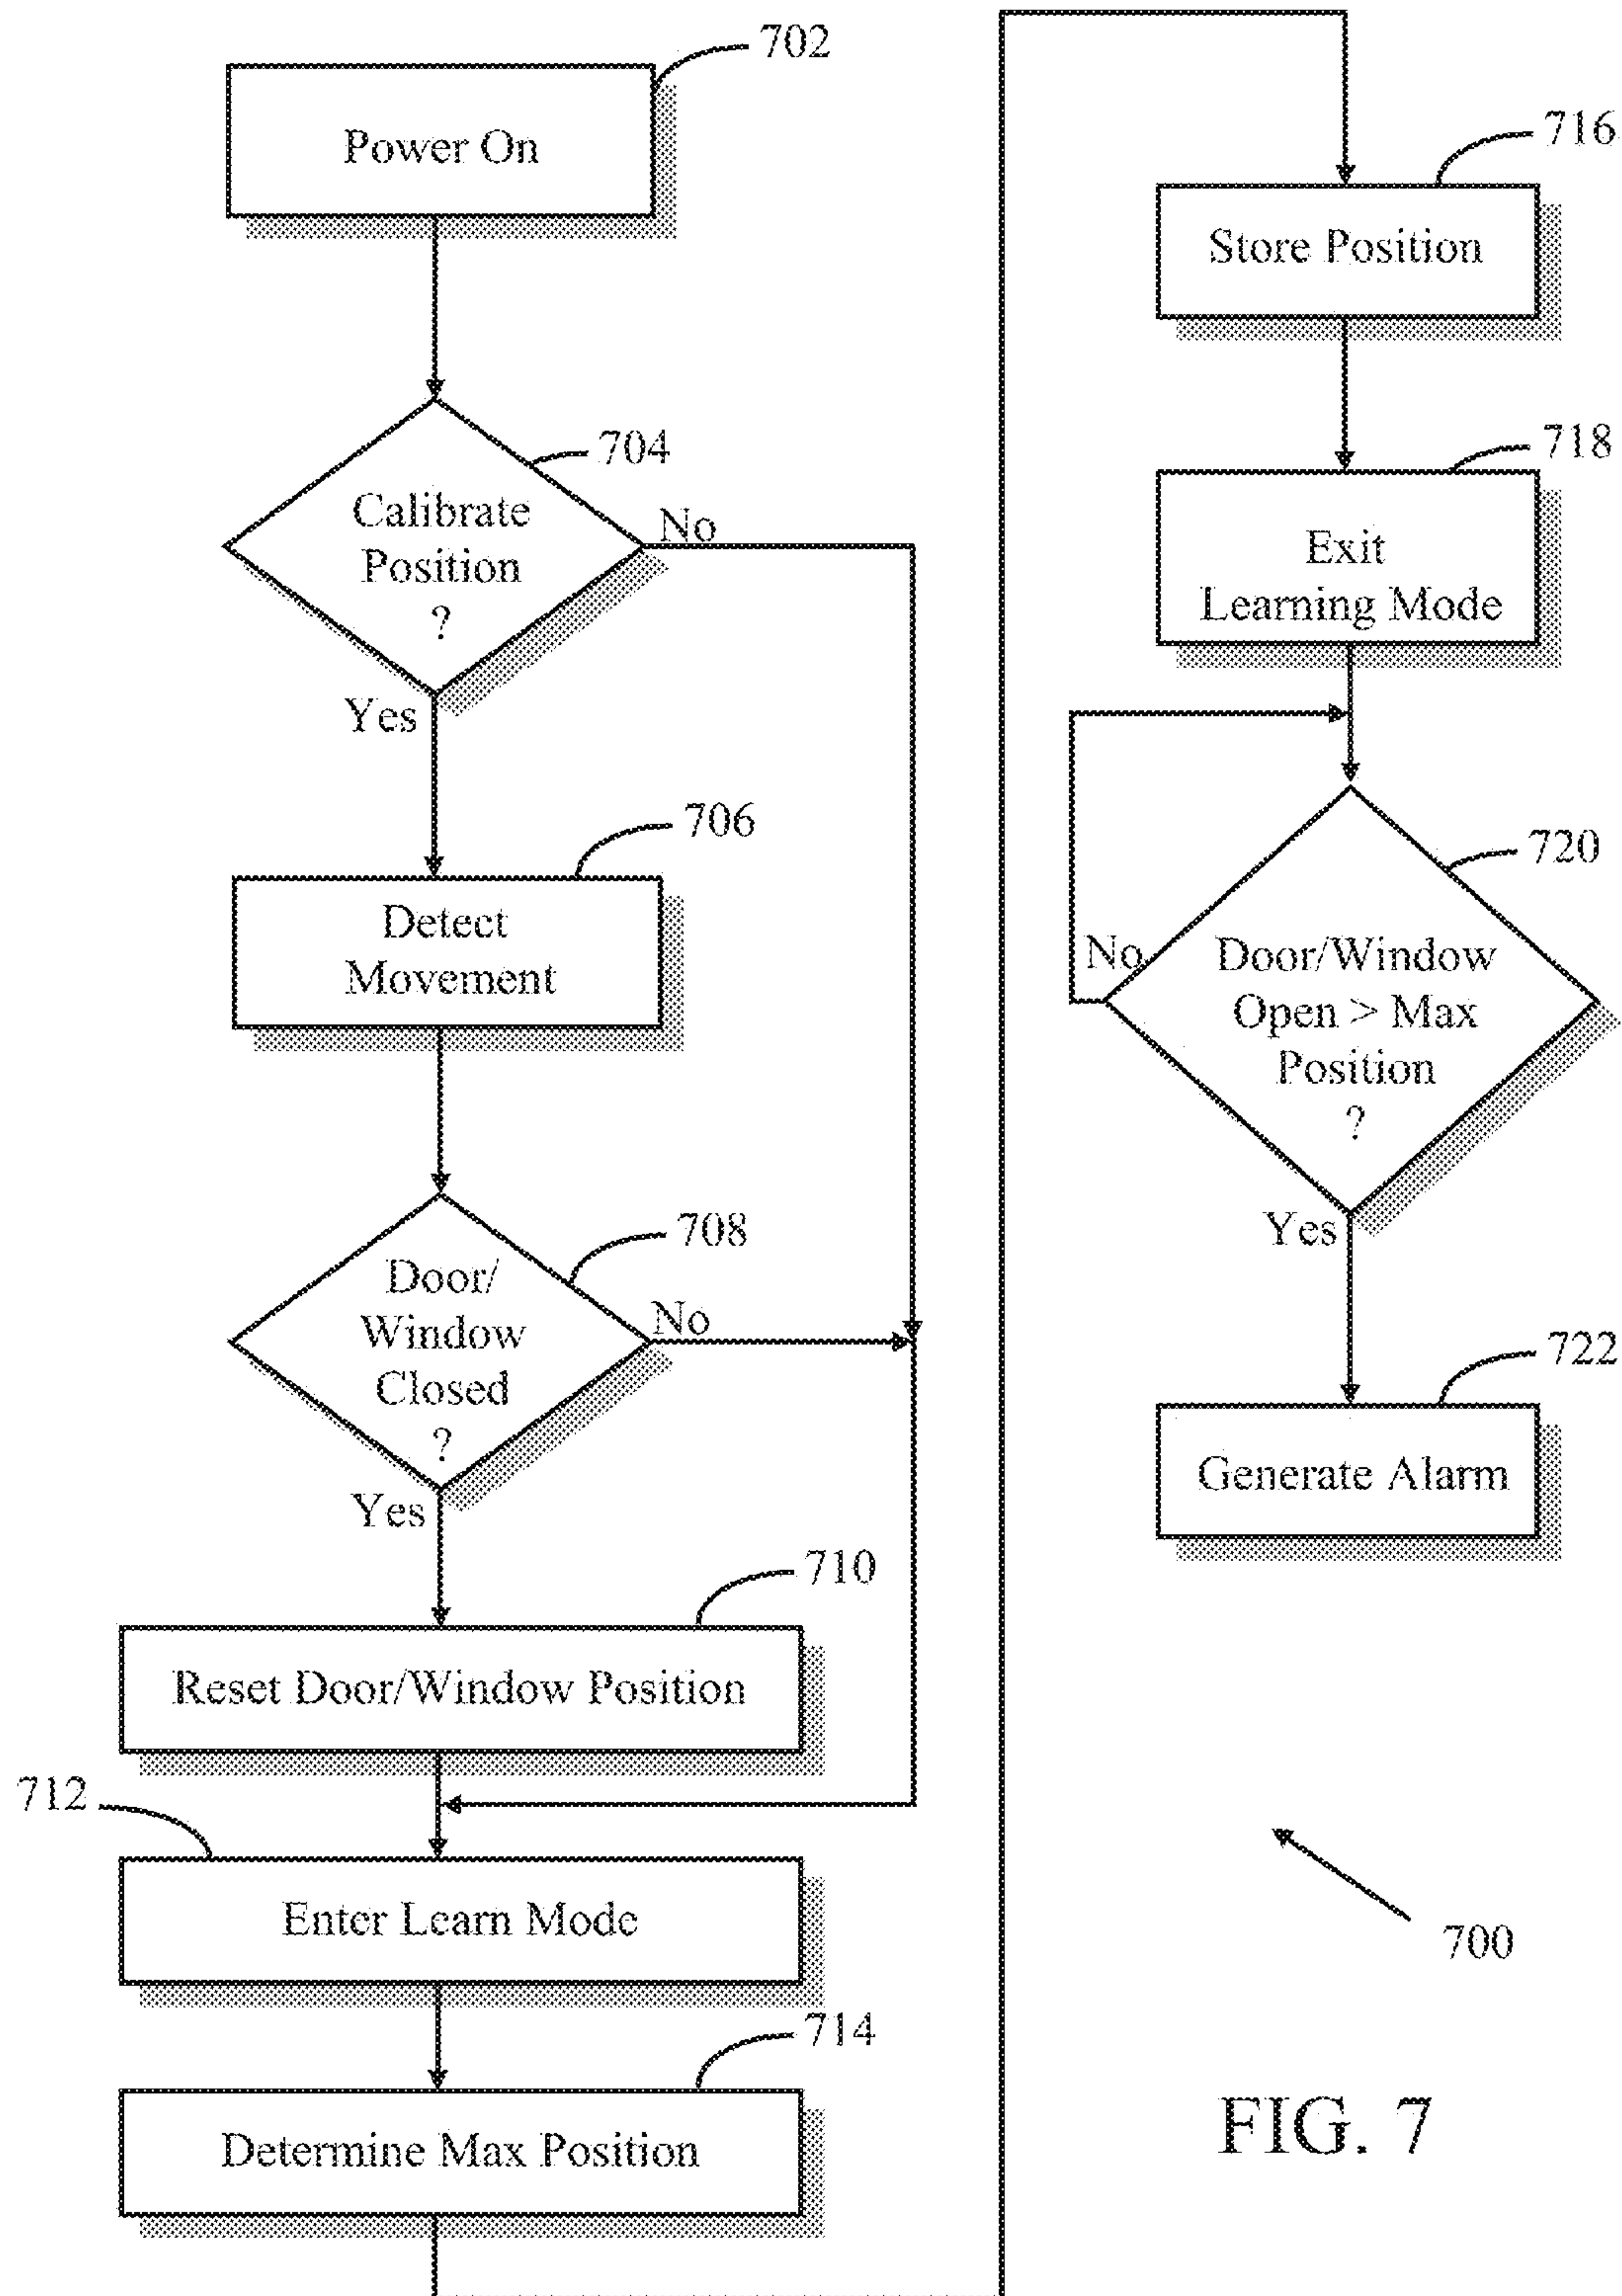 702
Power On
704
Calibrate
Position
?
No
Yes
706
Detect
Movement
708
Door/
Window
Closed
?
No
Yes
710
Reset Door/Window Position
712
Enter Learn Mode
714
Determine Max Position
716
Store Position
718
Exit
Learning Mode
720
Door/Window
Open > Max
Position
?
No
Yes
722
Generate Alarm
700
FIG. 7